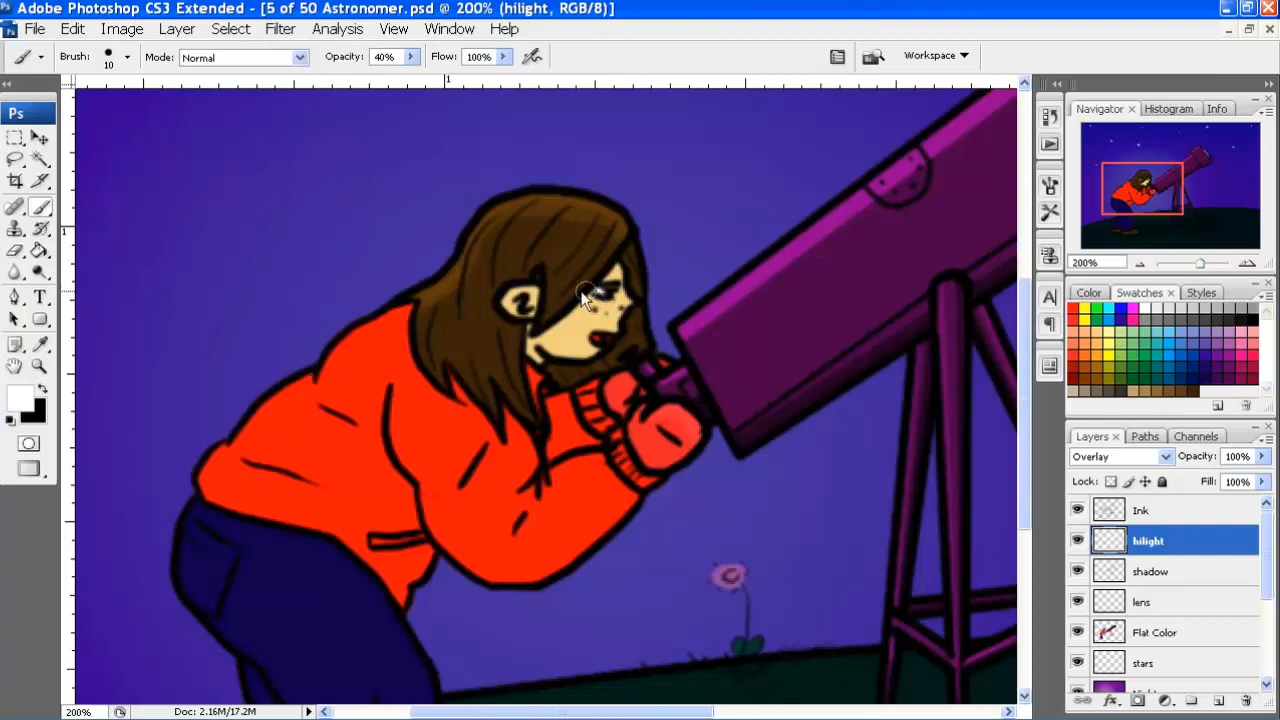 Adobe Photoshop CS3 Extended - [5 of 50 Astronomer.psd @ 200% (hilight, RGB/8)]
File Edit Image Layer Select Filter Analysis View Window Help
Brush: 10 Mode: Normal Opacity: 40% Flow: 100% Workspace
1
Ps
Navigator Histogram Info
1
200%
Color Swatches Styles
Layers Paths Channels
Overlay Opacity: 100%
Lock: Fill: 100%
Ink
hilight
shadow
lens
Flat Color
stars
200% Doc: 2.16M/17.2M